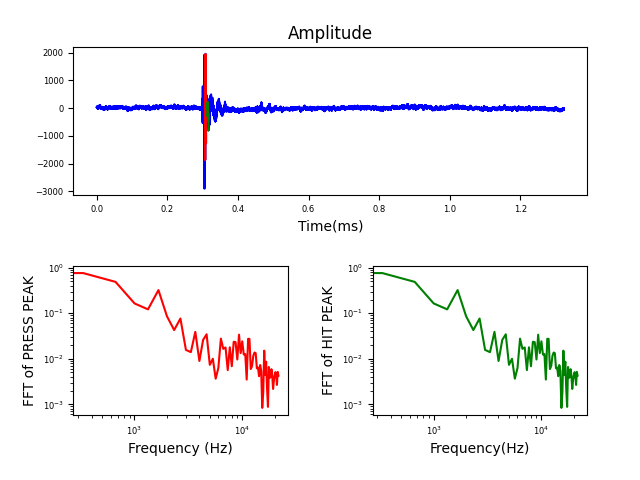 Amplitude
2000
1000
0
−1000
−2000
−3000
0.0 0.2 0.4 0.6 0.8 1.0 1.2
Time(ms)
FFT of PRESS PEAK
10⁰
10⁻¹
10⁻²
10⁻³
10³ 10⁴
Frequency (Hz)
FFT of HIT PEAK
10⁰
10⁻¹
10⁻²
10⁻³
10³ 10⁴
Frequency(Hz)